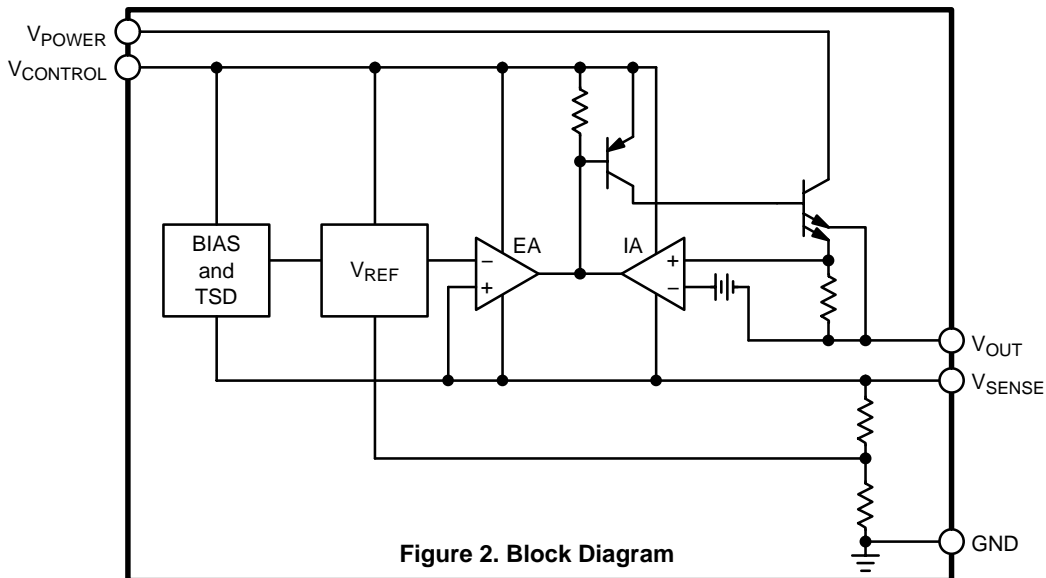 VPOWER
VCONTROL
BIAS
and
TSD
VREF
EA
−
+
IA
+
−
VOUT
VSENSE
GND
Figure 2. Block Diagram